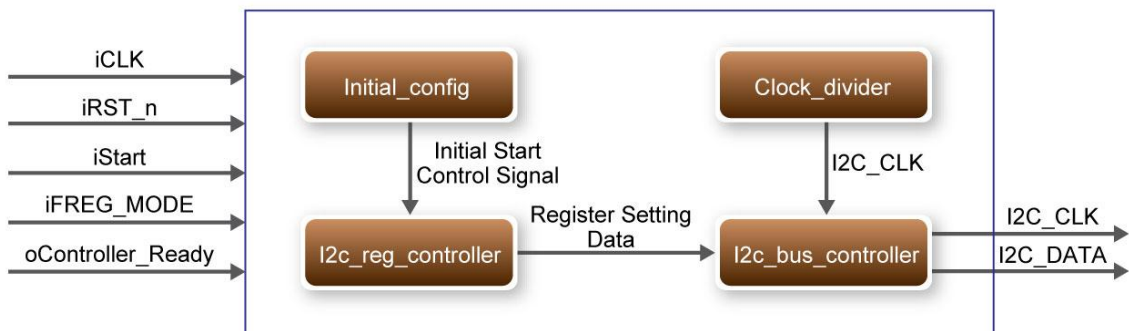 iCLK
iRST_n
iStart
iFREG_MODE
oController_Ready
Initial_config
Clock_divider
Initial Start
Control Signal
I2C_CLK
I2c_reg_controller
Register Setting
Data
I2c_bus_controller
I2C_CLK
I2C_DATA